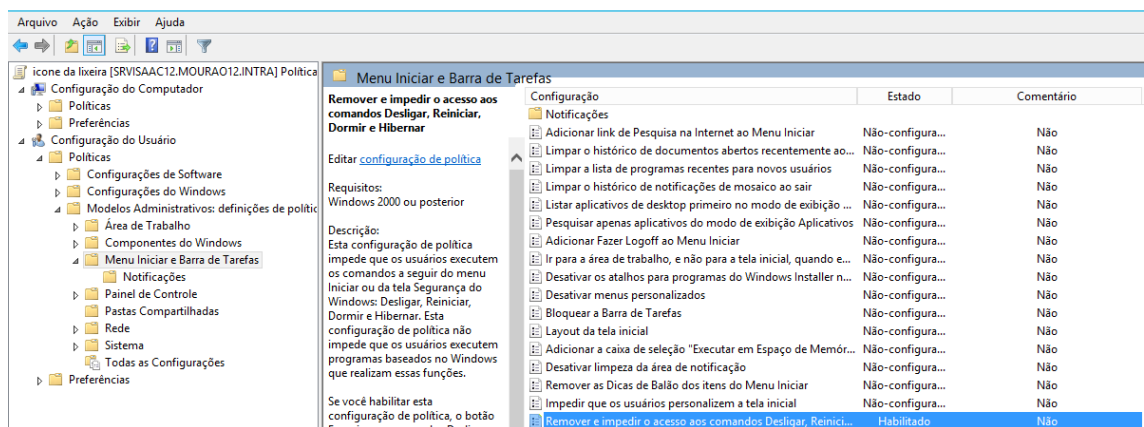 Arquivo Ação Exibir Ajuda
icone da lixeira [SRVISAAC12.MOURAO12.INTRA] Política
Configuração do Computador
Políticas
Preferências
Configuração do Usuário
Políticas
Configurações de Software
Configurações do Windows
Modelos Administrativos: definições de polític
Área de Trabalho
Componentes do Windows
Menu Iniciar e Barra de Tarefas
Notificações
Painel de Controle
Pastas Compartilhadas
Rede
Sistema
Todas as Configurações
Preferências
Menu Iniciar e Barra de Tarefas
Remover e impedir o acesso aos
comandos Desligar, Reiniciar,
Dormir e Hibernar
Editar configuração de política
Requisitos:
Windows 2000 ou posterior
Descrição:
Esta configuração de política
impede que os usuários executem
os comandos a seguir do menu
Iniciar ou da tela Segurança do
Windows: Desligar, Reiniciar,
Dormir e Hibernar. Esta
configuração de política não
impede que os usuários executem
programas baseados no Windows
que realizam essas funções.
Se você habilitar esta
configuração de política, o botão
Configuração Estado Comentário
Notificações
Adicionar link de Pesquisa na Internet ao Menu Iniciar Não-configura... Não
Limpar o histórico de documentos abertos recentemente ao... Não-configura... Não
Limpar a lista de programas recentes para novos usuários Não-configura... Não
Limpar o histórico de notificações de mosaico ao sair Não-configura... Não
Listar aplicativos de desktop primeiro no modo de exibição ... Não-configura... Não
Pesquisar apenas aplicativos do modo de exibição Aplicativos Não-configura... Não
Adicionar Fazer Logoff ao Menu Iniciar Não-configura... Não
Ir para a área de trabalho, e não para a tela inicial, quando e... Não-configura... Não
Desativar os atalhos para programas do Windows Installer n... Não-configura... Não
Desativar menus personalizados Não-configura... Não
Bloquear a Barra de Tarefas Não-configura... Não
Layout da tela inicial Não-configura... Não
Adicionar a caixa de seleção "Executar em Espaço de Memór... Não-configura... Não
Desativar limpeza da área de notificação Não-configura... Não
Remover as Dicas de Balão dos itens do Menu Iniciar Não-configura... Não
Impedir que os usuários personalizem a tela inicial Não-configura... Não
Remover e impedir o acesso aos comandos Desligar, Reinici... Habilitado Não